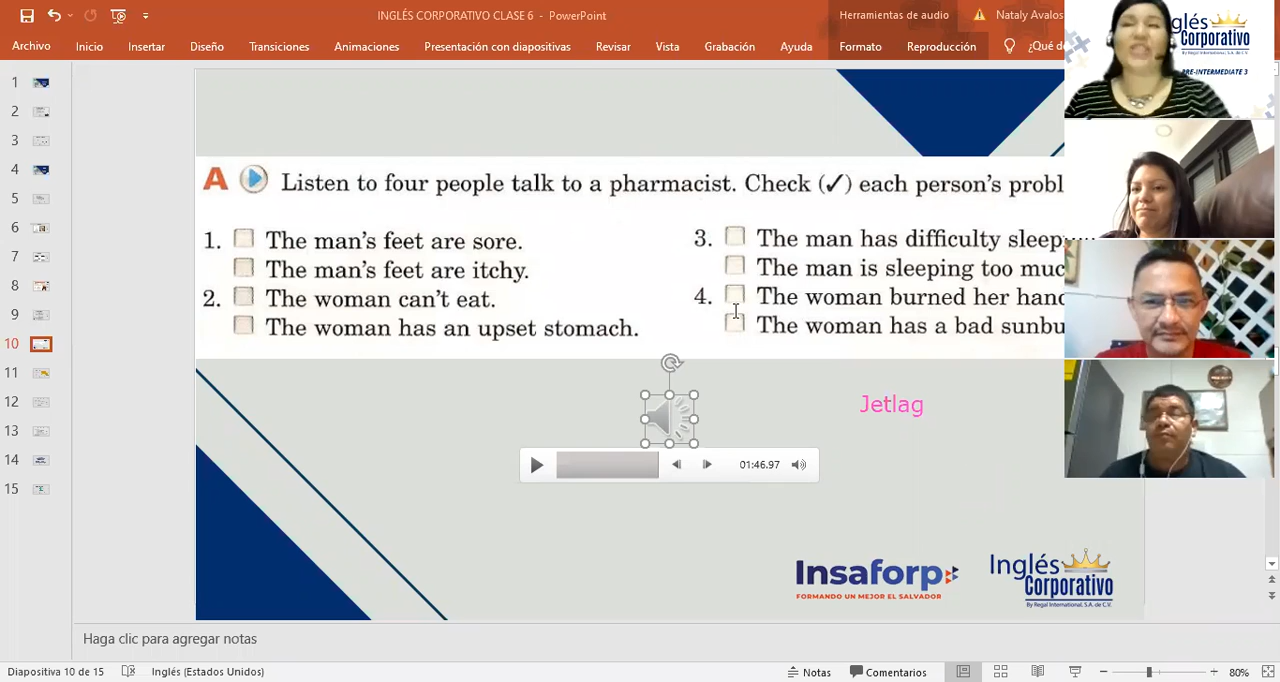 INGLÉS CORPORATIVO CLASE 6 - PowerPoint
Herramientas de audio
Nataly Avalos
Archivo Inicio Insertar Diseño Transiciones Animaciones Presentación con diapositivas Revisar Vista Grabación Ayuda Formato Reproducción ¿Qué de
glés
Corporativo
By Regal International, S.A. de C.V.
PRE-INTERMEDIATE 3
1
2
3
4
5
6
7
8
9
10
11
12
13
14
15
A Listen to four people talk to a pharmacist. Check (✓) each person's probl
1. The man's feet are sore.
The man's feet are itchy.
2. The woman can't eat.
The woman has an upset stomach.
3. The man has difficulty sleep
The man is sleeping too muc
4. The woman burned her hand
The woman has a bad sunbu
Jetlag
01:46.97
Insaforp
FORMANDO UN MEJOR EL SALVADOR
Inglés
Corporativo
By Regal International, S.A. de C.V.
Haga clic para agregar notas
Diapositiva 10 de 15 Inglés (Estados Unidos) Notas Comentarios 80%